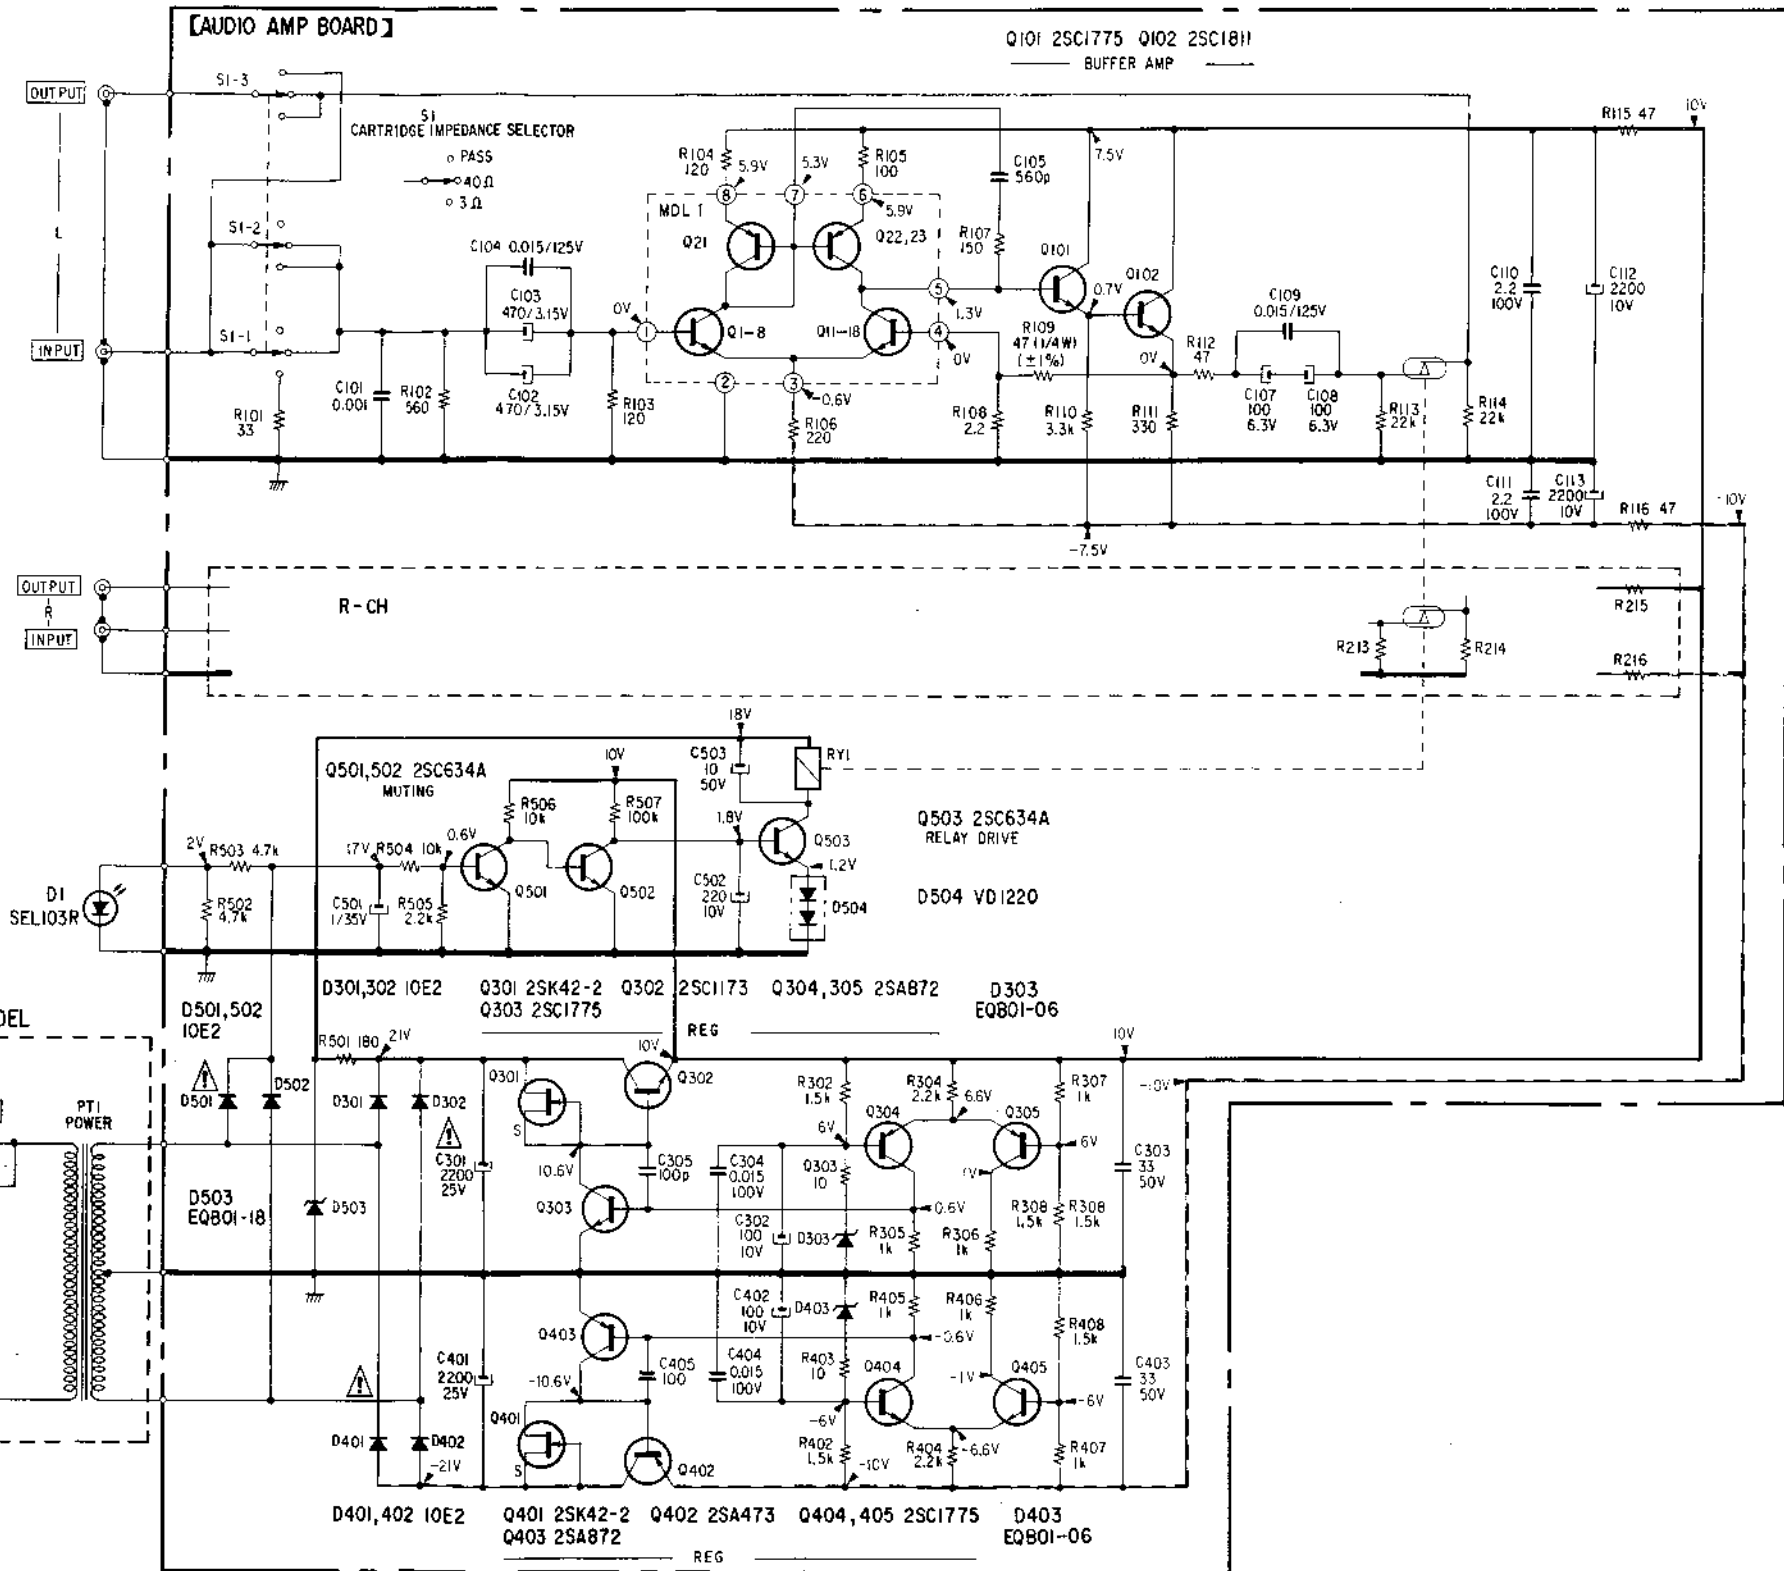 【AUDIO AMP BOARD】
Q101 2SC1775 Q102 2SC1811
BUFFER AMP
OUTPUT
L
INPUT
S1-3
S1
CARTRIDGE IMPEDANCE SELECTOR
PASS
40Ω
3Ω
S1-2
S1-1
R101
33
C101
0.001
R102
560
C104 0.015/125V
C103
470/3.15V
C102
470/3.15V
R103
120
0V
R104
120
5.9V
5.3V
R105
100
5.9V
MDL 1
8
7
6
Q21
Q22,23
1
Q1-8
Q11-18
5
4
2
3
1.3V
0V
-0.6V
R106
220
C105
560p
R107
150
7.5V
Q101
0.7V
Q102
R109
47 (1/4W)
(±1%)
R108
2.2
R110
3.3k
R111
330
0V
R112
47
C109
0.015/125V
C107
100
6.3V
C108
100
6.3V
R113
22k
R114
22k
C110
2.2
100V
C112
2200
10V
R115 47
10V
C111
2.2
100V
C113
2200
10V
R116 47
-10V
-7.5V
OUTPUT
R
INPUT
R-CH
R213
R214
R215
R216
Q501,502 2SC634A
MUTING
10V
18V
C503
10
50V
RY1
R506
10k
R507
100k
1.8V
Q503
Q503 2SC634A
RELAY DRIVE
1.2V
D504 VD1220
D504
2V
R503 4.7k
17V
R504 10k
0.6V
Q501
Q502
C502
220
10V
D1
SEL103R
R502
4.7k
C501
1/35V
R505
2.2k
D301,302 10E2
Q301 2SK42-2 Q302 2SC1173 Q304,305 2SA872
Q303 2SC1775
D303
EQB01-06
REG
DEL
D501,502
10E2
R501 180
21V
10V
10V
-10V
D501
D502
D301
D302
PT1
POWER
Q301
S
Q302
R302
1.5k
R304
2.2k
6.6V
R307
1k
Q304
Q305
6V
6V
C301
2200
25V
10.6V
C305
100p
C304
0.015
100V
Q303
10
1V
C303
33
50V
D503
EQB01-18
D503
Q303
C302
100
10V
D303
0.6V
R305
1k
R306
1k
R308
1.5k
R308
1.5k
Q403
C402
100
10V
D403
R405
1k
R406
1k
R408
1.5k
-0.6V
C401
2200
25V
-10.6V
C405
100
C404
0.015
100V
R403
10
Q404
-1V
Q405
C403
33
50V
-6V
-6V
Q401
S
Q402
R402
1.5k
-10V
R404
2.2k
-6.6V
R407
1k
D401
D402
-21V
D401,402 10E2
Q401 2SK42-2 Q402 2SA473 Q404,405 2SC1775
Q403 2SA872
D403
EQB01-06
REG